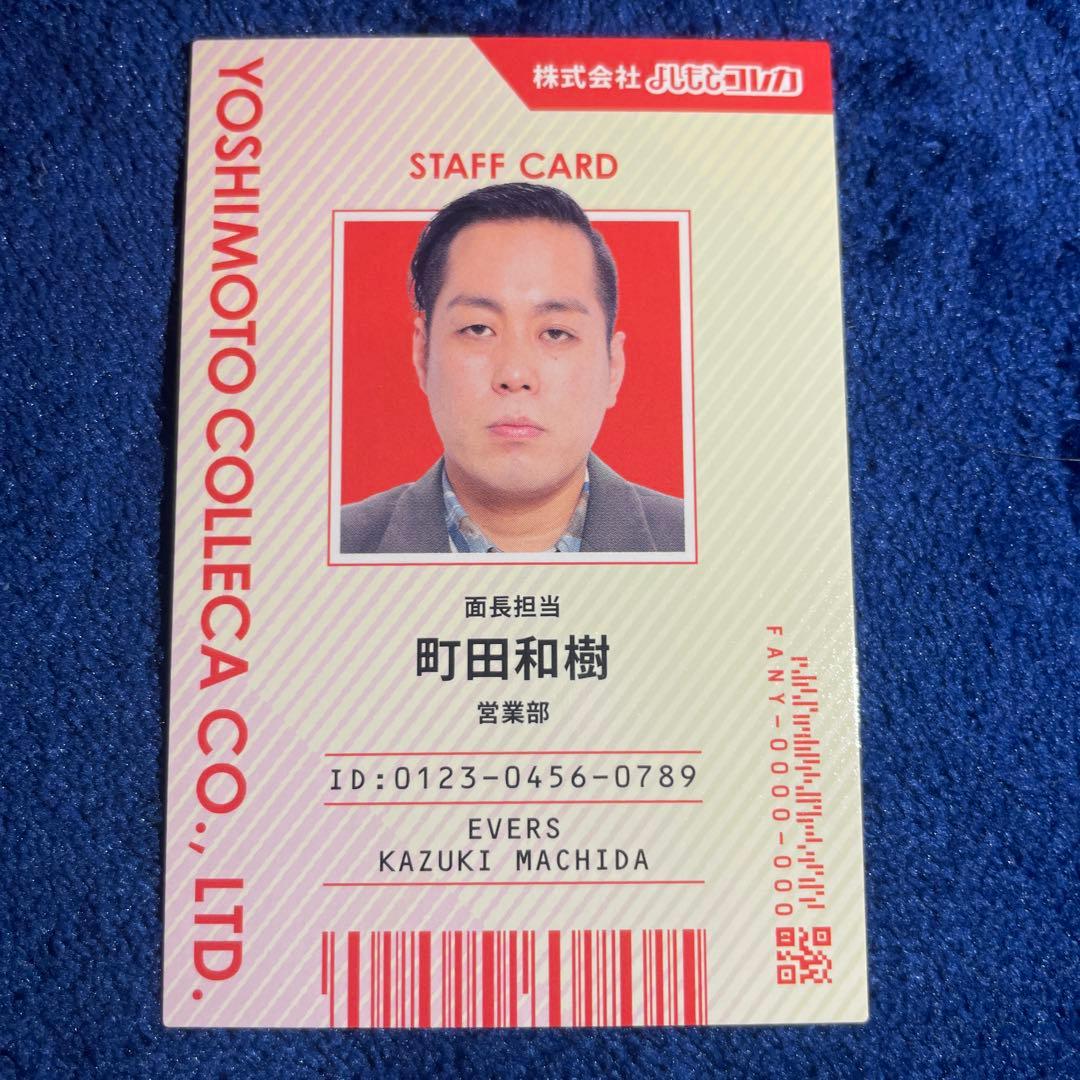 株式会社 よしもとコレカ
YOSHIMOTO COLLECA CO., LTD.
STAFF CARD
面長担当
町田和樹
営業部
ID:0123-0456-0789
EVERS
KAZUKI MACHIDA
FANY-0000-000